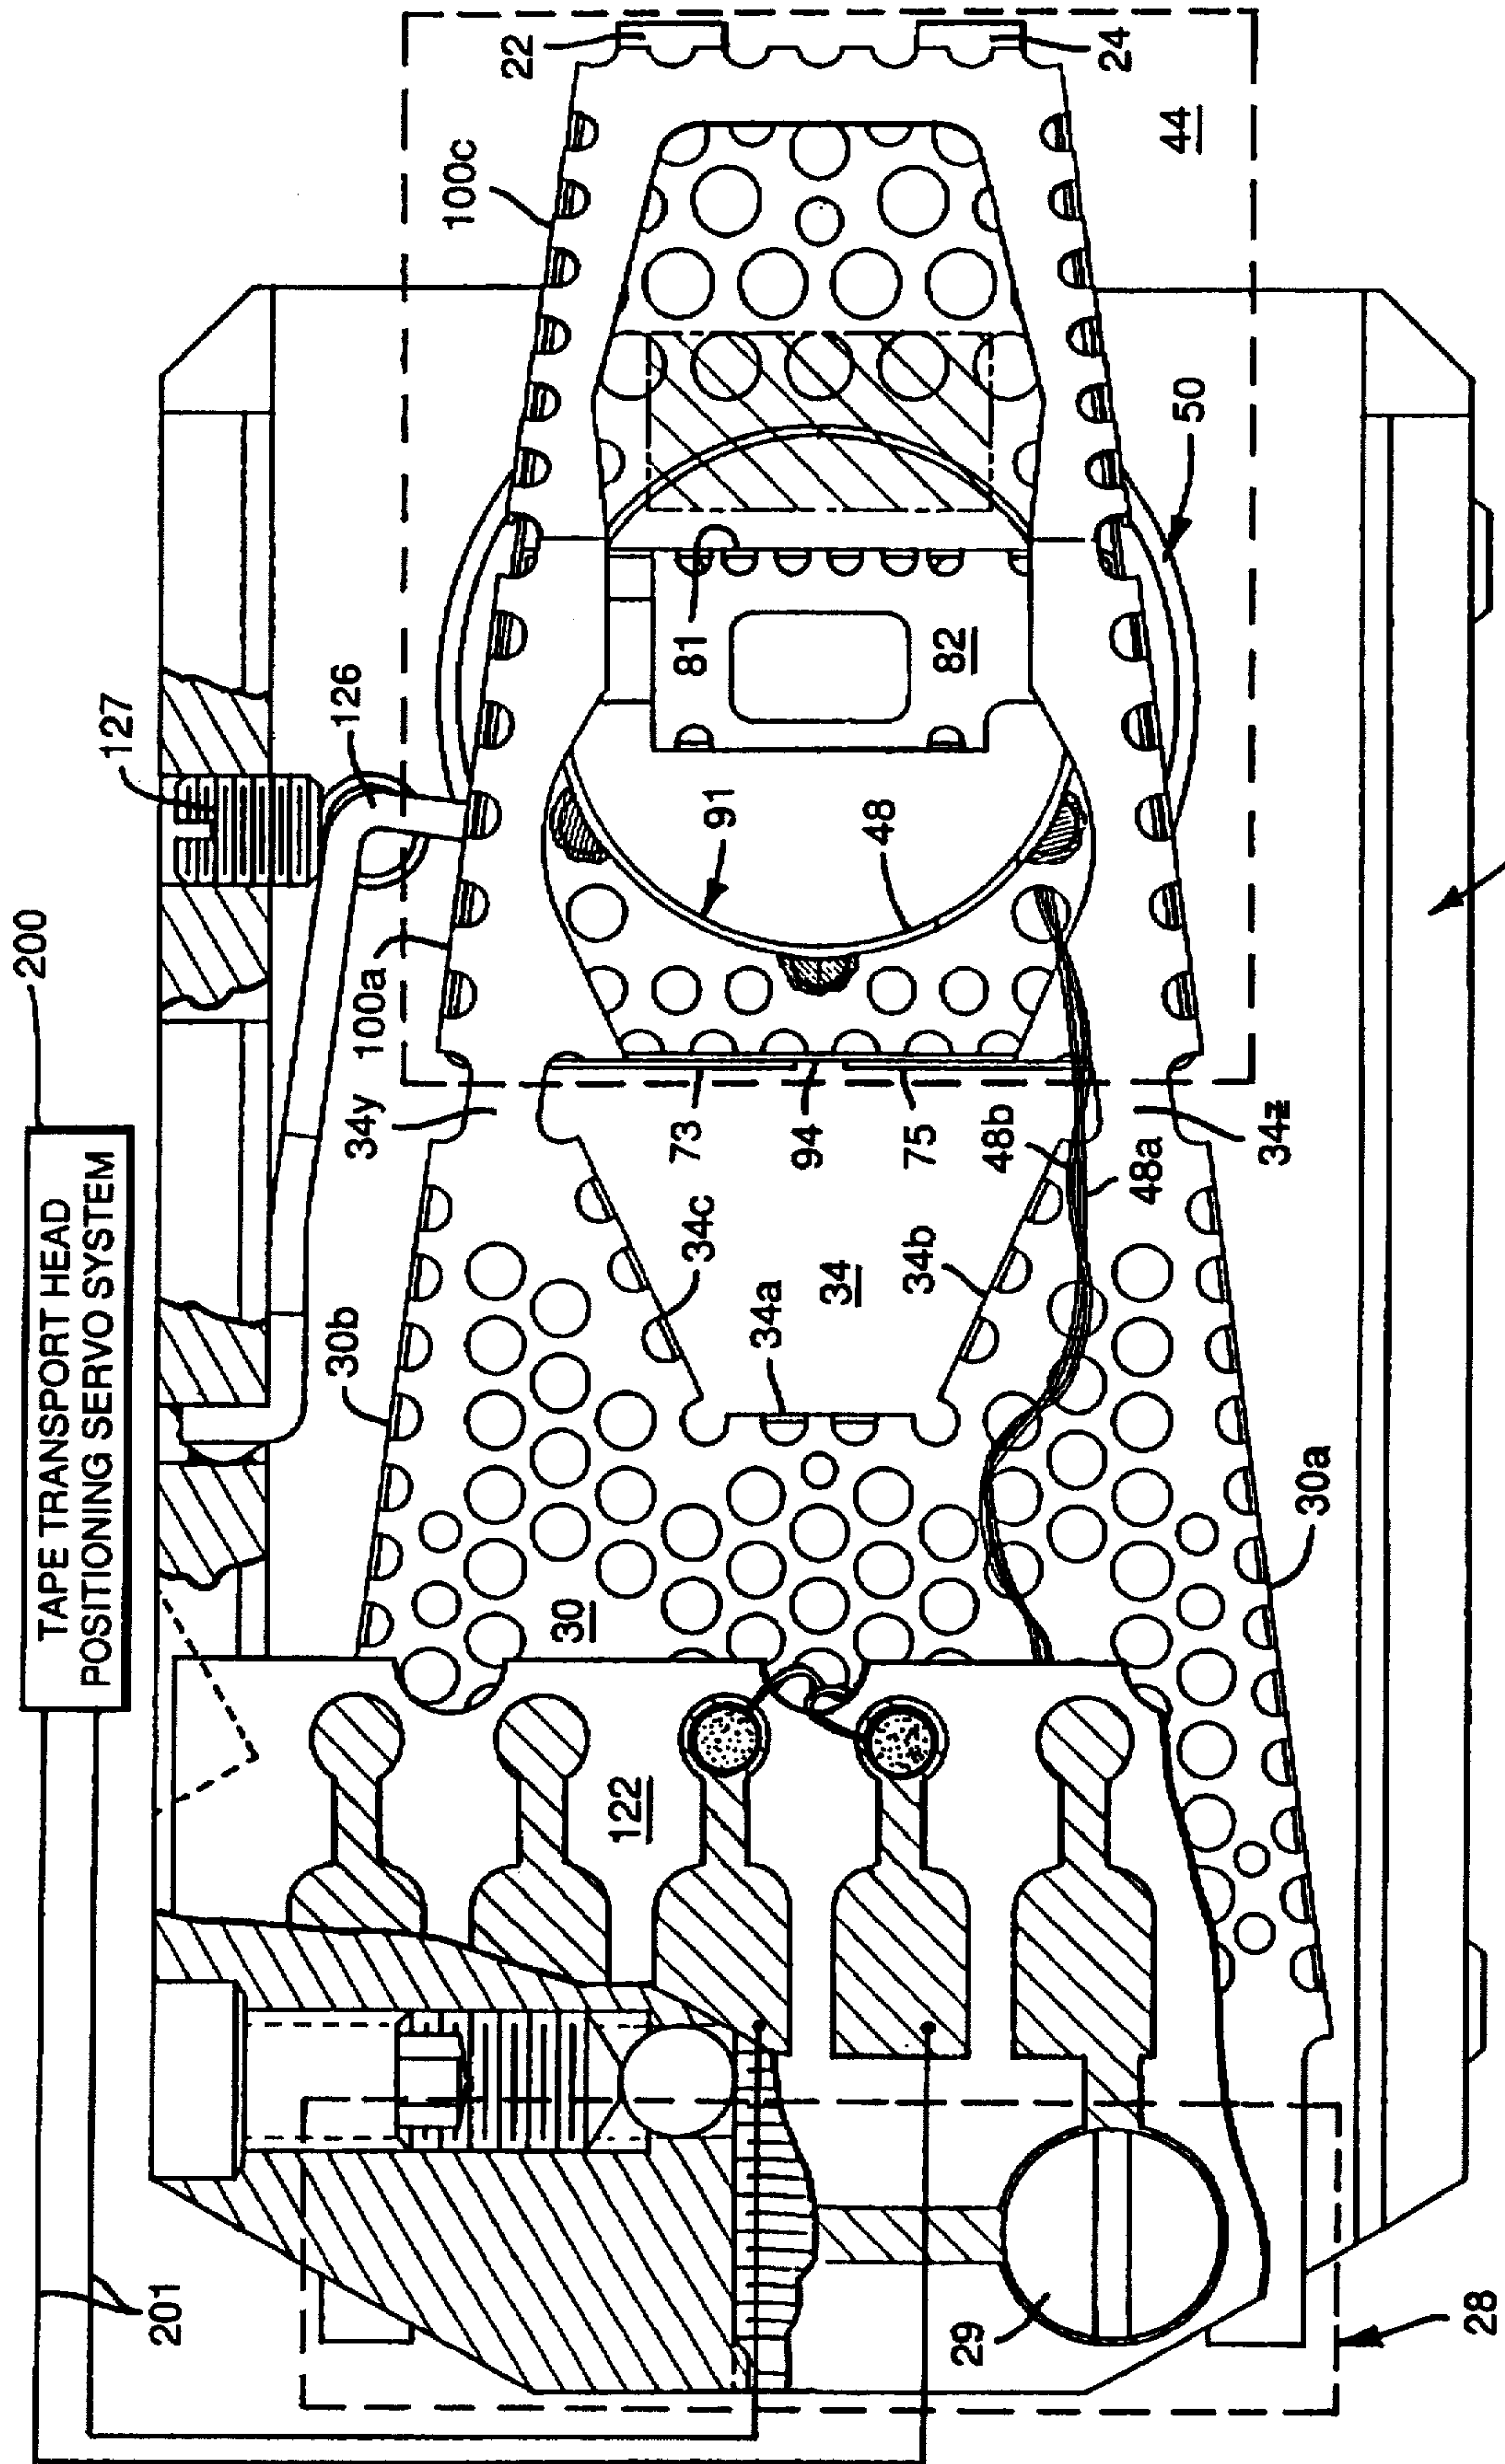 TAPE TRANSPORT HEAD
POSITIONING SERVO SYSTEM
200
201
127
126
100a
100c
22
24
44
50
81
82
91
48
34y
73
94
75
48b
48a
34z
30b
34c
34a
34
34b
30
30a
122
29
28